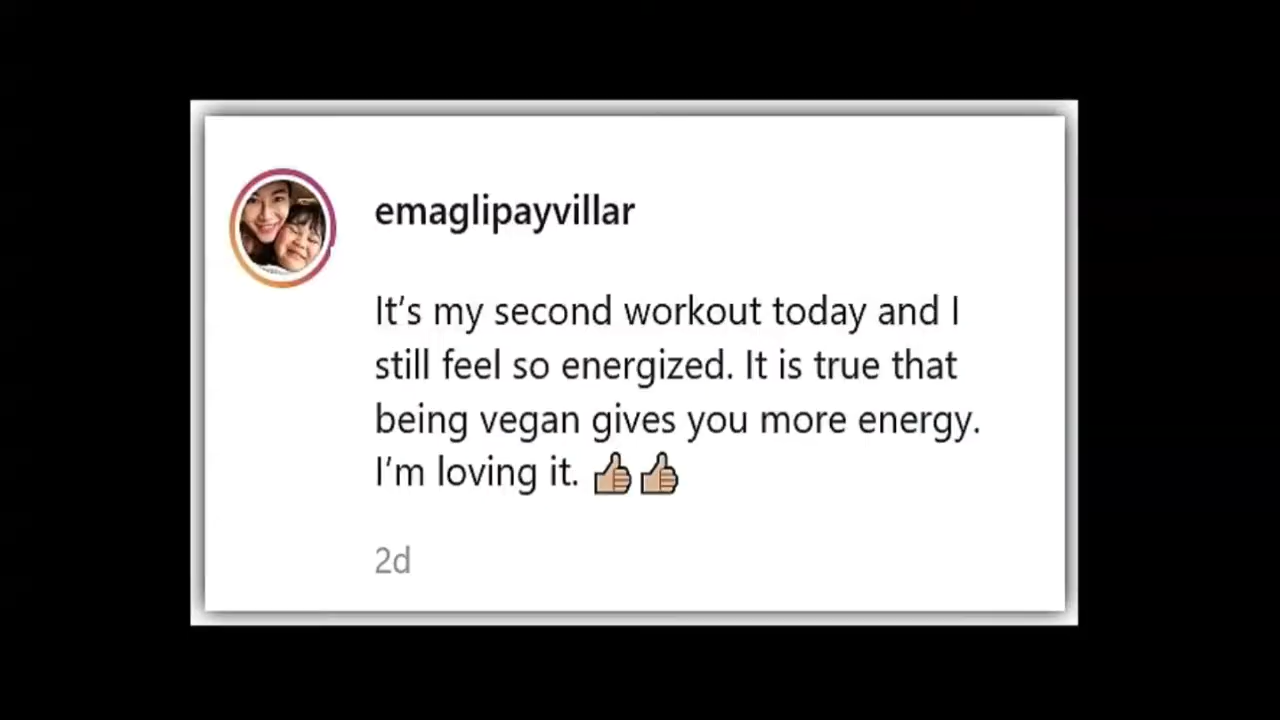 emaglipayvillar
It's my second workout today and I
still feel so energized. It is true that
being vegan gives you more energy.
I'm loving it. 👍🏼👍🏼
2d